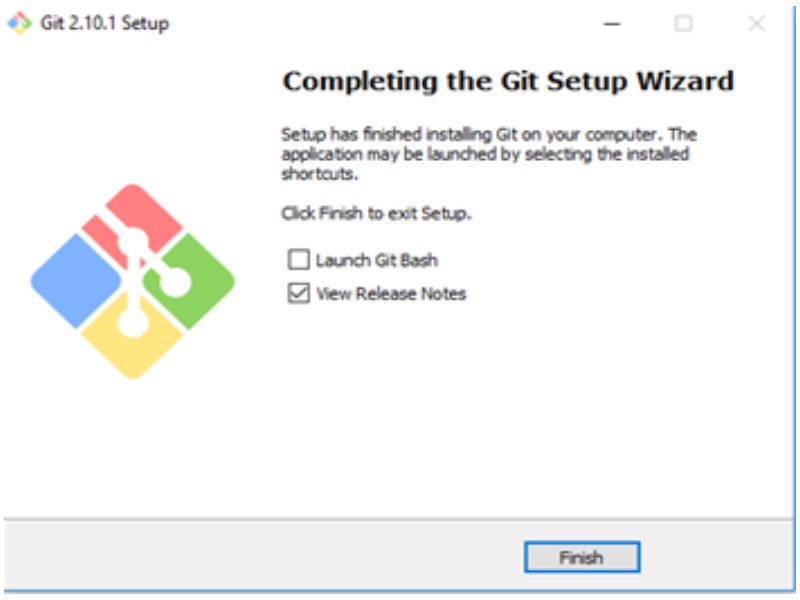 Git 2.10.1 Setup
Completing the Git Setup Wizard
Setup has finished installing Git on your computer. The
application may be launched by selecting the installed
shortcuts.
Click Finish to exit Setup.
Launch Git Bash
View Release Notes
Finish